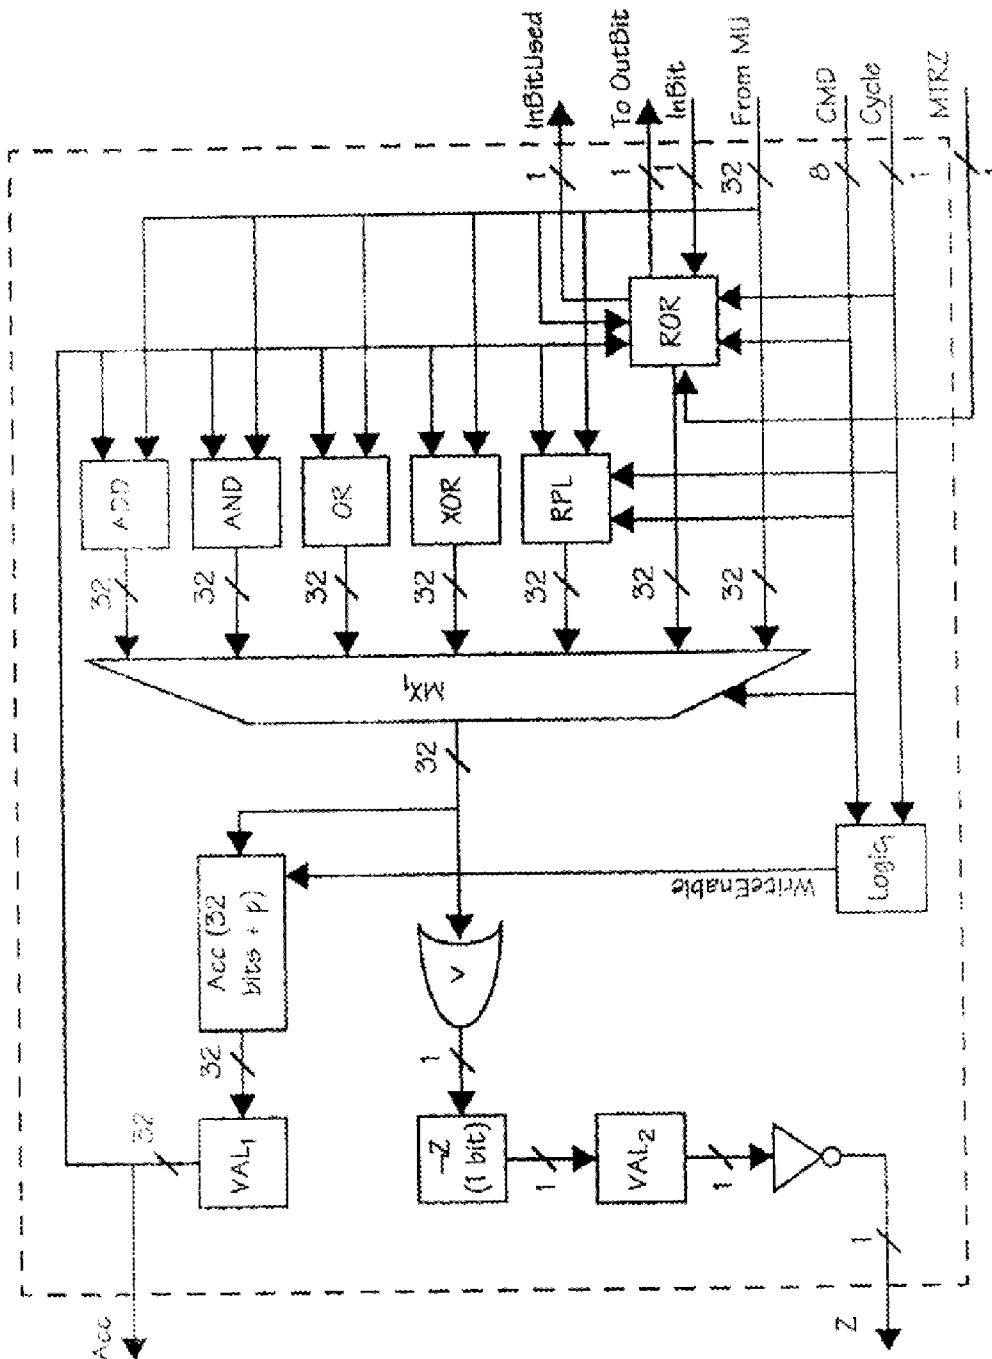 InBitUsed
To OutBit
InBit
From MU
CMD
Cycle
MTRZ
1
1
1
32
8
1
1
ROR
ADD
AND
OR
XOR
RPL
32
32
32
32
32
32
32
MX1
32
Acc (32
bits + p)
WriteEnable
Logic1
V
32
1
32
VAL1
¬Z
(1 bit)
1
VAL2
1
1
Acc
Z